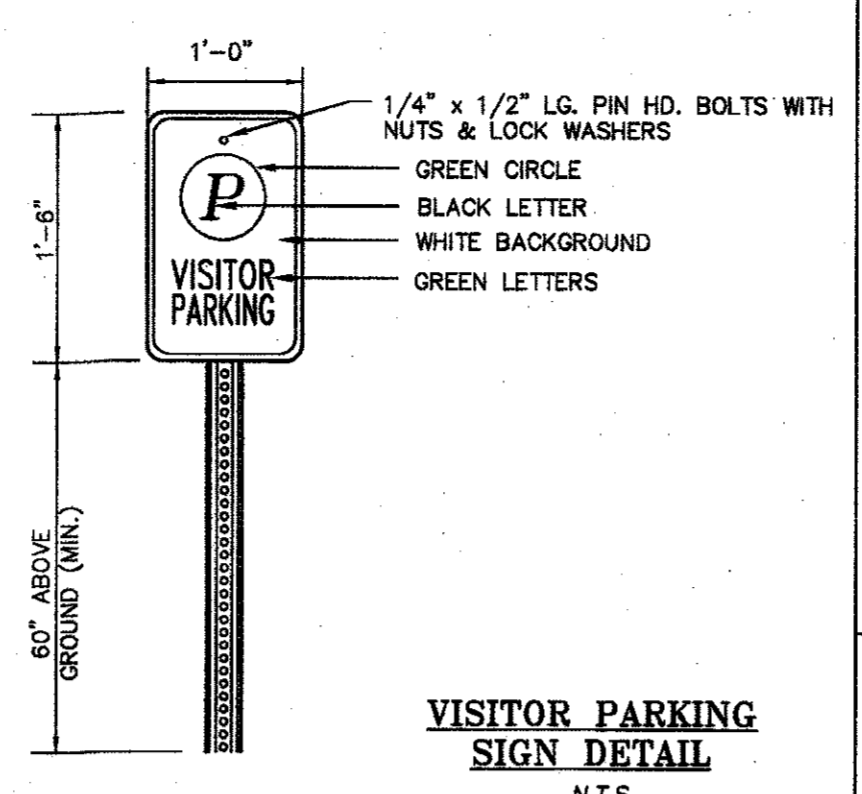 1'-0"
1/4" x 1/2" LG. PIN HD. BOLTS WITH
NUTS & LOCK WASHERS
GREEN CIRCLE
P
BLACK LETTER
WHITE BACKGROUND
1'-6"
VISITOR
PARKING
GREEN LETTERS
60" ABOVE
GROUND (MIN.)
VISITOR PARKING
SIGN DETAIL
N.T.S.